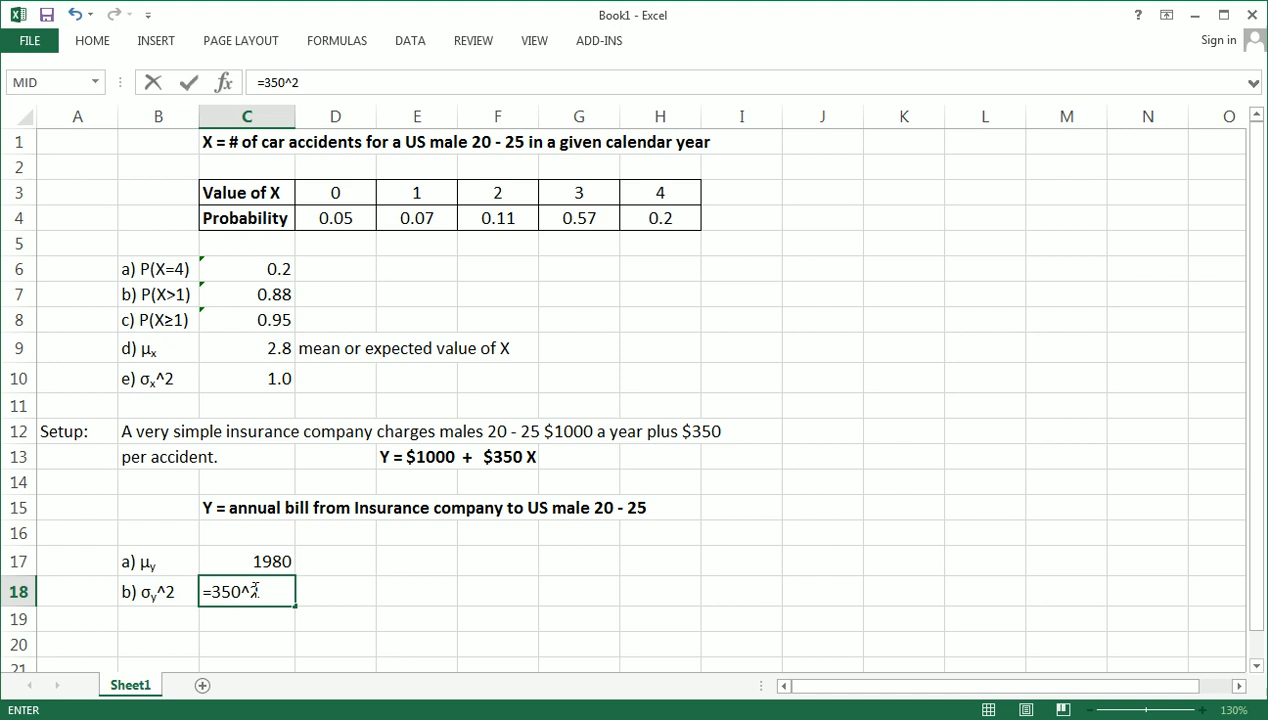 Book1 - Excel
?
FILE HOME INSERT PAGE LAYOUT FORMULAS DATA REVIEW VIEW ADD-INS Sign in
MID fx =350^2
A B C D E F G H I J K L M N O
1 X = # of car accidents for a US male 20 - 25 in a given calendar year
2
3 Value of X 0 1 2 3 4
4 Probability 0.05 0.07 0.11 0.57 0.2
5
6 a) P(X=4) 0.2
7 b) P(X>1) 0.88
8 c) P(X≥1) 0.95
9 d) μx 2.8 mean or expected value of X
10 e) σx^2 1.0
11
12 Setup: A very simple insurance company charges males 20 - 25 $1000 a year plus $350
13 per accident. Y = $1000 + $350 X
14
15 Y = annual bill from Insurance company to US male 20 - 25
16
17 a) μy 1980
18 b) σy^2 =350^2
19
20
21
Sheet1
ENTER 130%